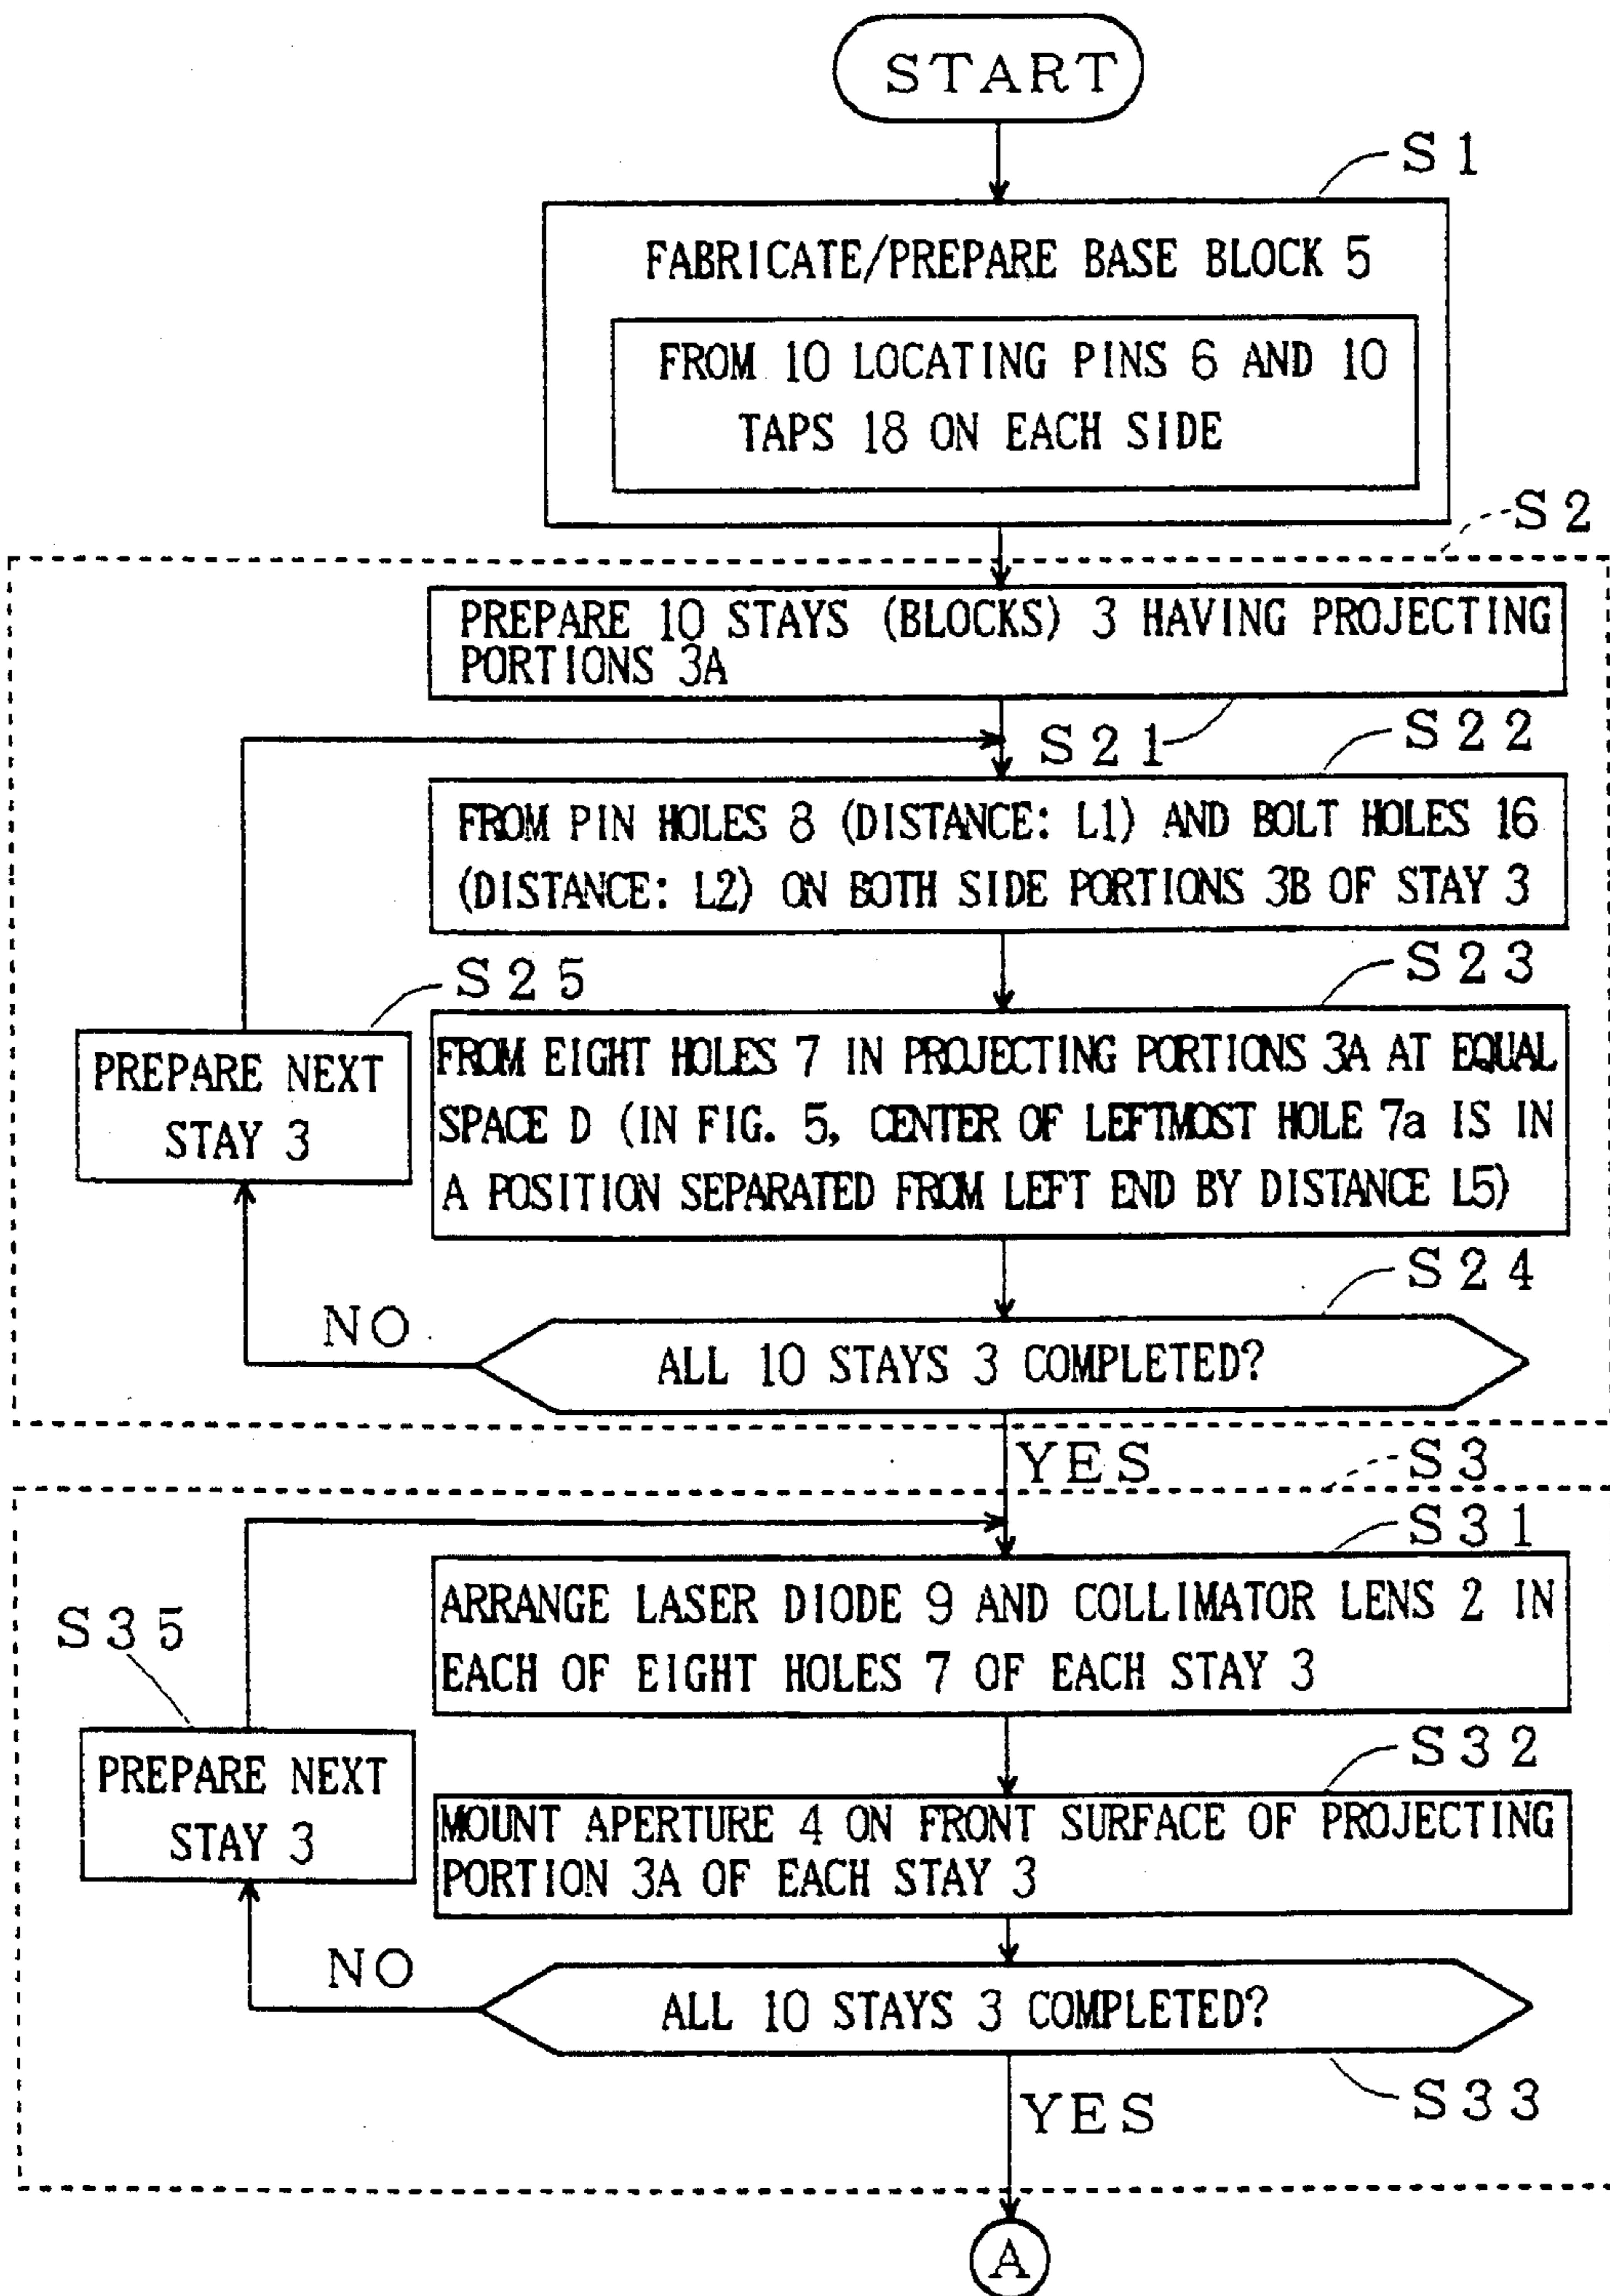 START
S1
FABRICATE/PREPARE BASE BLOCK 5
FROM 10 LOCATING PINS 6 AND 10
TAPS 18 ON EACH SIDE
S2
PREPARE 10 STAYS (BLOCKS) 3 HAVING PROJECTING
PORTIONS 3A
S21
S22
FROM PIN HOLES 8 (DISTANCE: L1) AND BOLT HOLES 16
(DISTANCE: L2) ON BOTH SIDE PORTIONS 3B OF STAY 3
S25
S23
PREPARE NEXT
STAY 3
FROM EIGHT HOLES 7 IN PROJECTING PORTIONS 3A AT EQUAL
SPACE D (IN FIG. 5, CENTER OF LEFTMOST HOLE 7a IS IN
A POSITION SEPARATED FROM LEFT END BY DISTANCE L5)
S24
NO
ALL 10 STAYS 3 COMPLETED?
YES
S3
S31
ARRANGE LASER DIODE 9 AND COLLIMATOR LENS 2 IN
EACH OF EIGHT HOLES 7 OF EACH STAY 3
S35
S32
PREPARE NEXT
STAY 3
MOUNT APERTURE 4 ON FRONT SURFACE OF PROJECTING
PORTION 3A OF EACH STAY 3
NO
ALL 10 STAYS 3 COMPLETED?
S33
YES
A